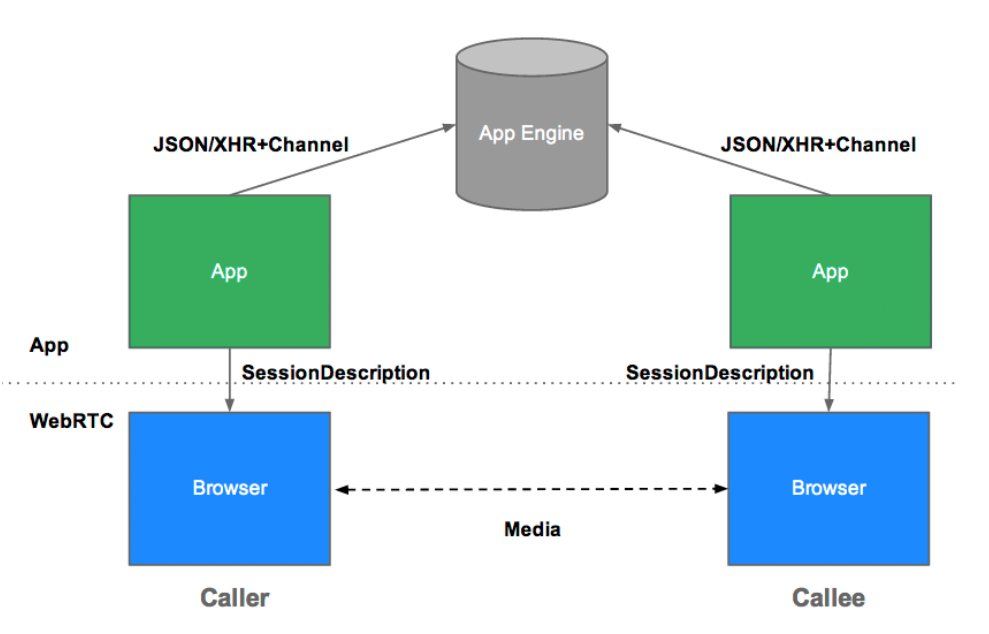 App Engine
JSON/XHR+Channel
JSON/XHR+Channel
App
App
App
SessionDescription
SessionDescription
WebRTC
Browser
Browser
Media
Caller
Callee